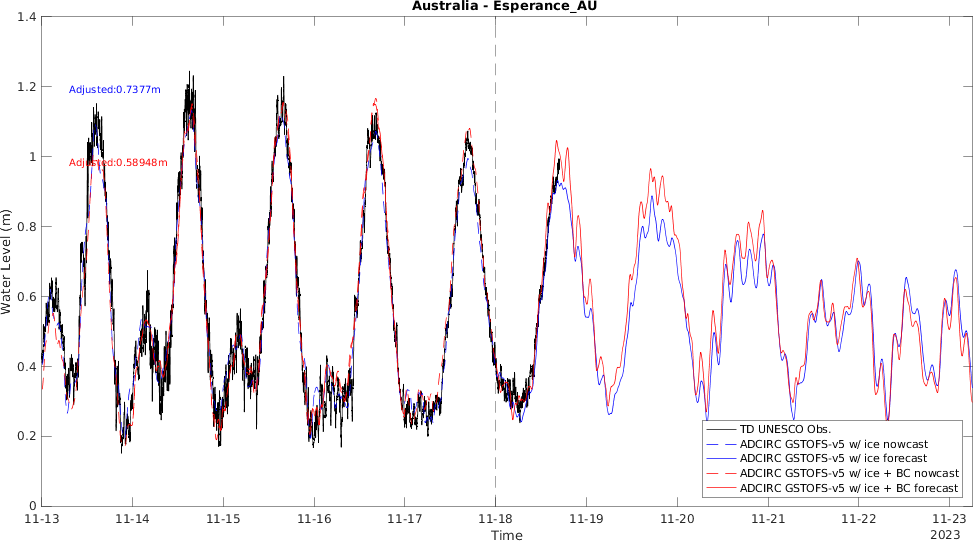 Australia - Esperance_AU
Water Level (m)
1.4
1.2
1
0.8
0.6
0.4
0.2
0
Adjusted:0.7377m
Adjusted:0.58948m
TD UNESCO Obs.
ADCIRC GSTOFS-v5 w/ ice nowcast
ADCIRC GSTOFS-v5 w/ ice forecast
ADCIRC GSTOFS-v5 w/ ice + BC nowcast
ADCIRC GSTOFS-v5 w/ ice + BC forecast
11-13 11-14 11-15 11-16 11-17 11-18 11-19 11-20 11-21 11-22 11-23
Time
2023